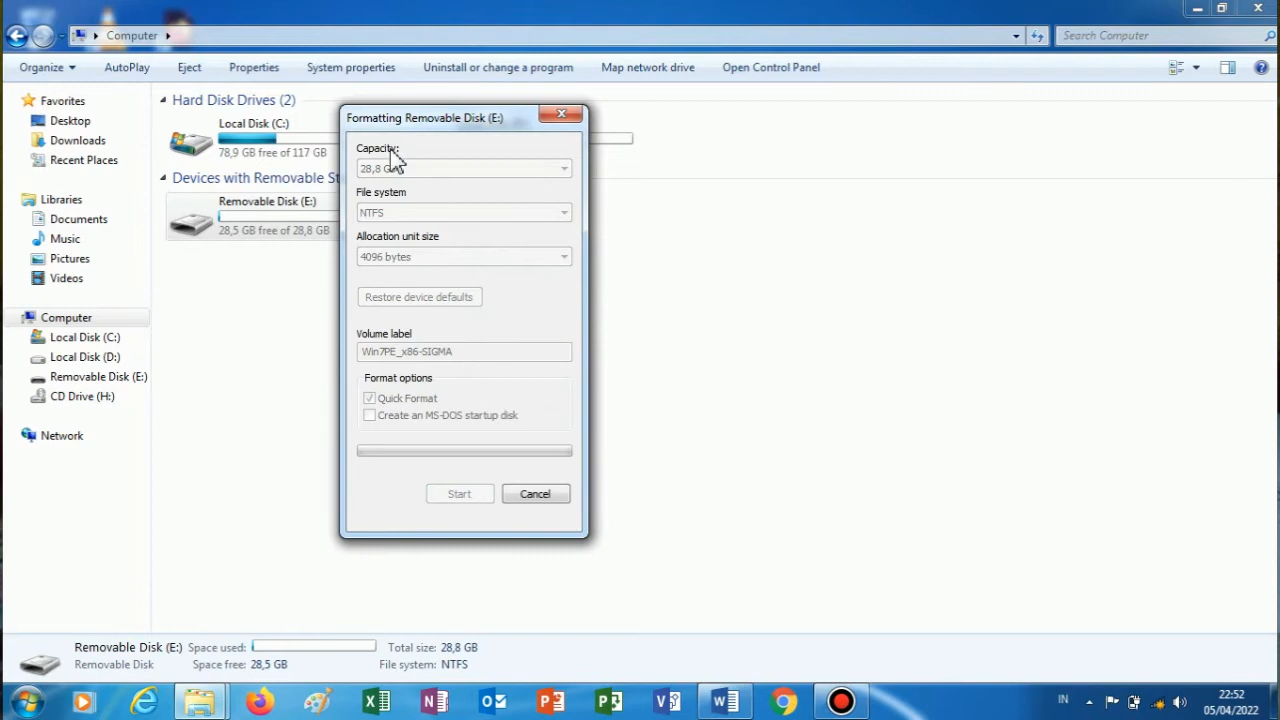 Computer
Search Computer
Organize
AutoPlay
Eject
Properties
System properties
Uninstall or change a program
Map network drive
Open Control Panel
Favorites
Desktop
Downloads
Recent Places
Libraries
Documents
Music
Pictures
Videos
Computer
Local Disk (C:)
Local Disk (D:)
Removable Disk (E:)
CD Drive (H:)
Network
Hard Disk Drives (2)
Local Disk (C:)
78,9 GB free of 117 GB
Devices with Removable St
Removable Disk (E:)
28,5 GB free of 28,8 GB
Formatting Removable Disk (E:)
Capacity:
28,8
File system
NTFS
Allocation unit size
4096 bytes
Restore device defaults
Volume label
Win7PE_x86-SIGMA
Format options
Quick Format
Create an MS-DOS startup disk
Start
Cancel
Removable Disk (E:)
Space used:
Total size: 28,8 GB
Removable Disk
Space free: 28,5 GB
File system: NTFS
IN
22:52
05/04/2022